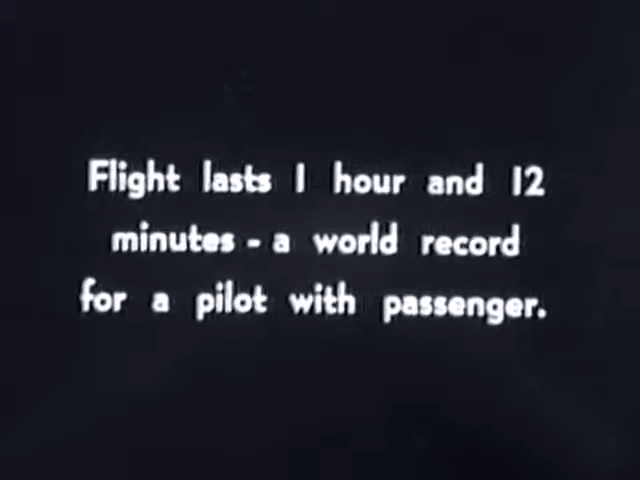 Flight lasts 1 hour and 12
minutes - a world record
for a pilot with passenger.